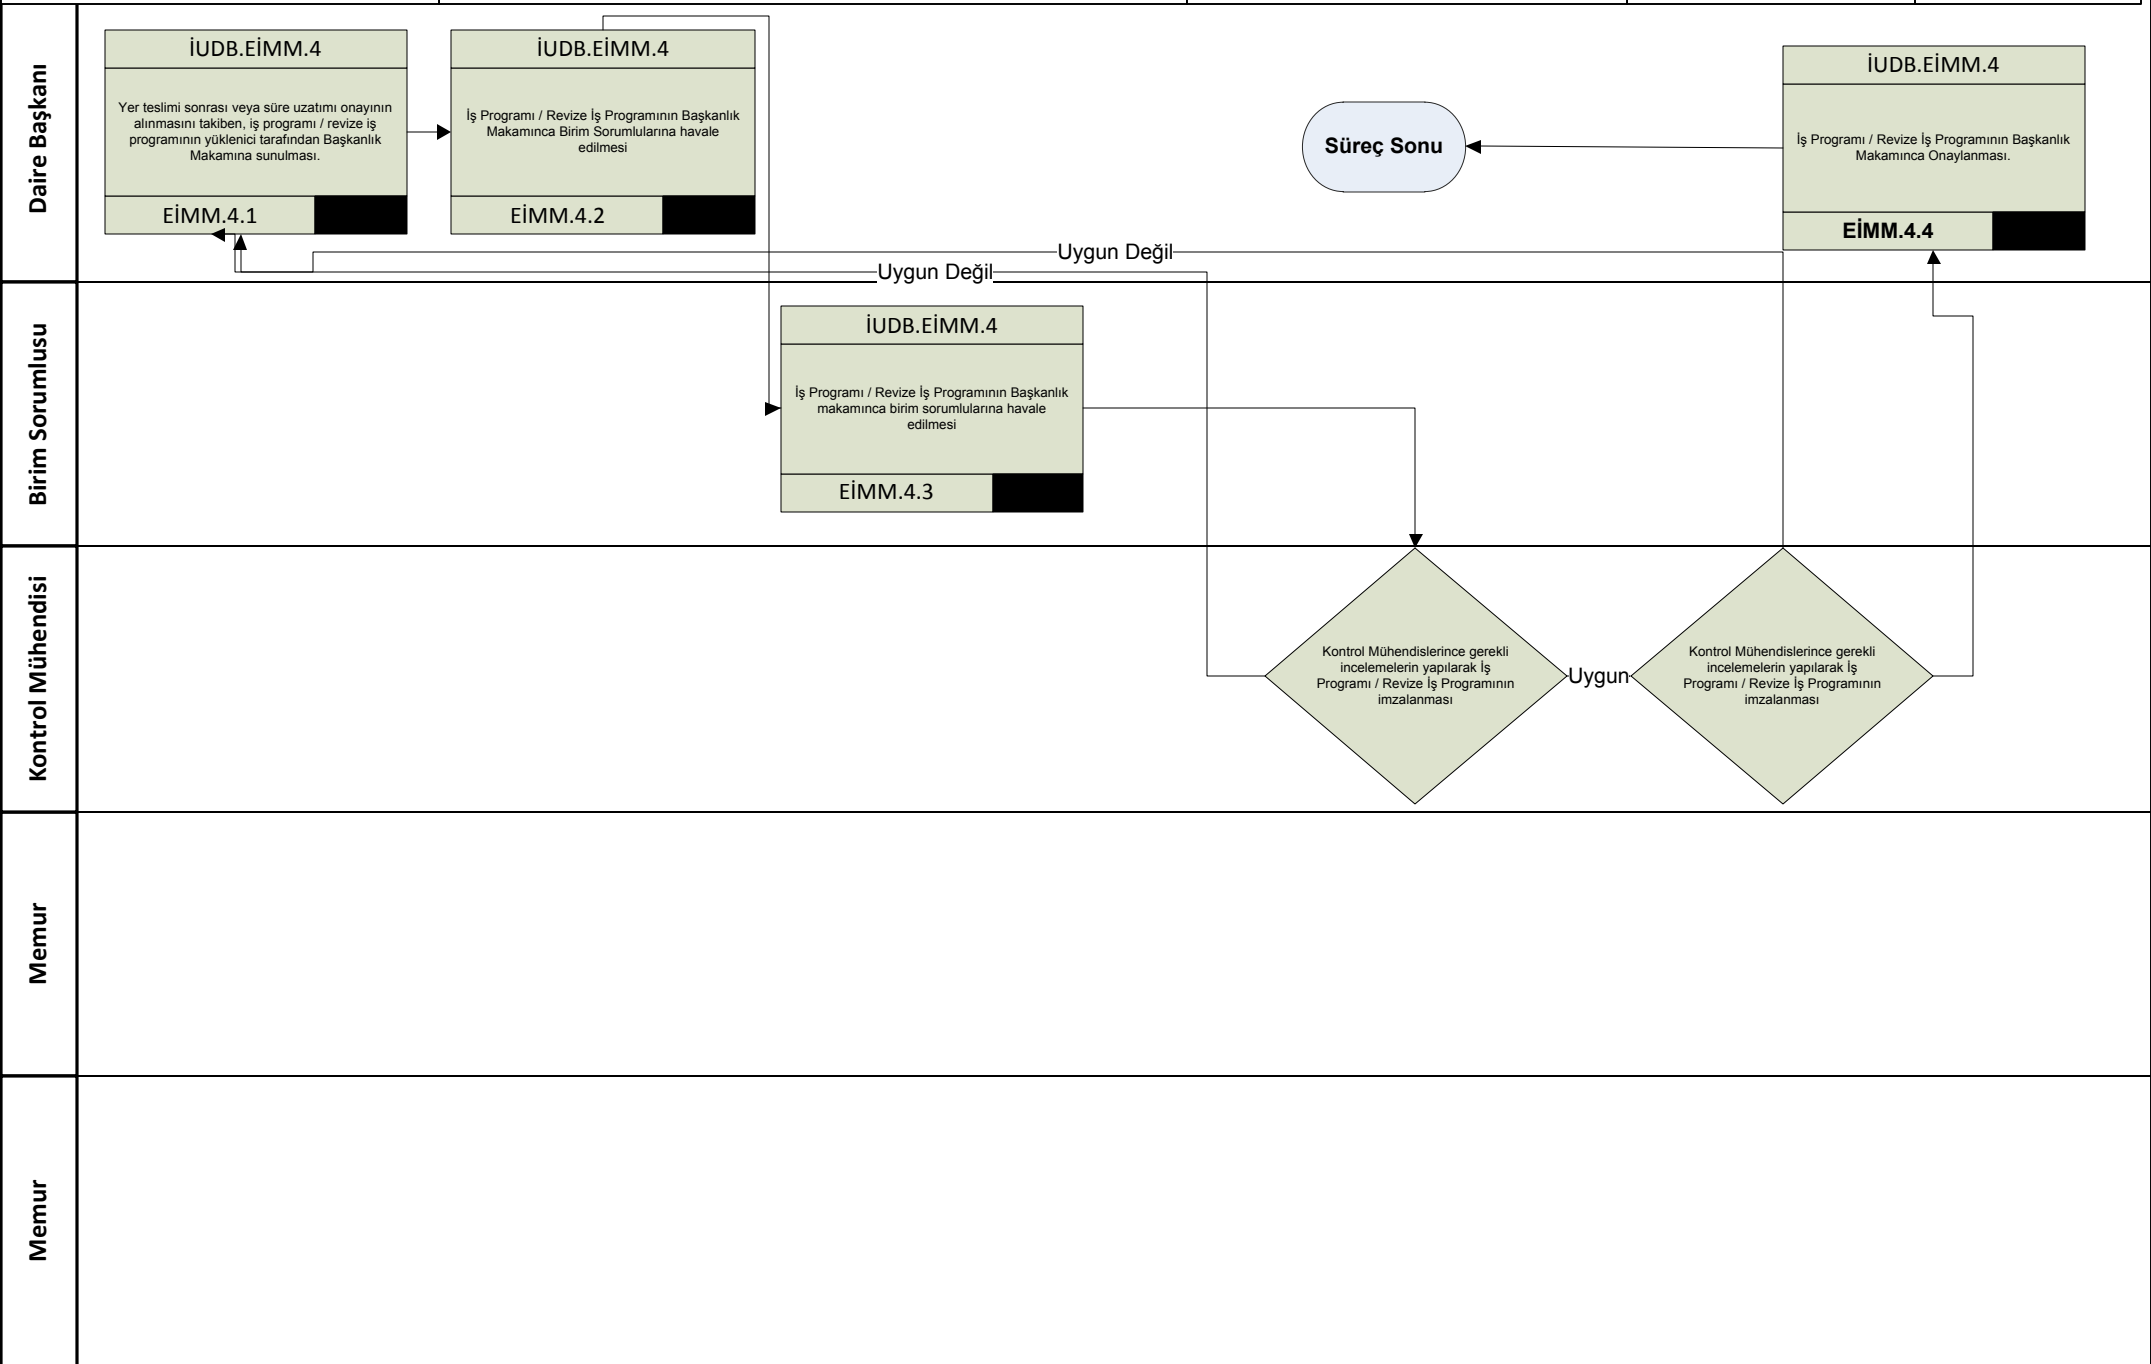 Daire Başkanı
İUDB.EİMM.4
Yer teslimi sonrası veya süre uzatımı onayının
alınmasını takiben, iş programı / revize iş
programının yüklenici tarafından Başkanlık
Makamına sunulması.
EİMM.4.1
İUDB.EİMM.4
İş Programı / Revize İş Programının Başkanlık
Makamınca Birim Sorumlularına havale
edilmesi
EİMM.4.2
Süreç Sonu
İUDB.EİMM.4
İş Programı / Revize İş Programının Başkanlık
Makamınca Onaylanması.
EİMM.4.4
Uygun Değil
Uygun Değil
Birim Sorumlusu
İUDB.EİMM.4
İş Programı / Revize İş Programının Başkanlık
makamınca birim sorumlularına havale
edilmesi
EİMM.4.3
Kontrol Mühendisi
Kontrol Mühendislerince gerekli
incelemelerin yapılarak İş
Programı / Revize İş Programının
imzalanması
Uygun
Kontrol Mühendislerince gerekli
incelemelerin yapılarak İş
Programı / Revize İş Programının
imzalanması
Memur
Memur